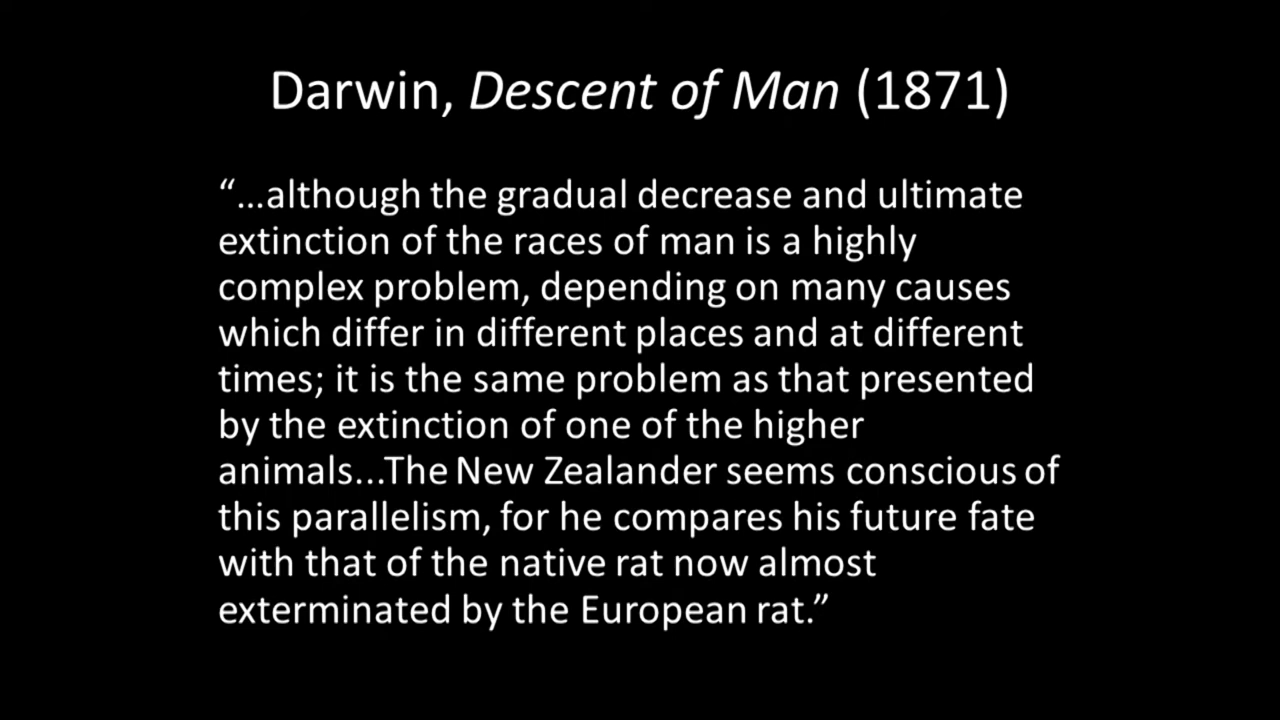 Darwin, Descent of Man (1871)
“…although the gradual decrease and ultimate
extinction of the races of man is a highly
complex problem, depending on many causes
which differ in different places and at different
times; it is the same problem as that presented
by the extinction of one of the higher
animals…The New Zealander seems conscious of
this parallelism, for he compares his future fate
with that of the native rat now almost
exterminated by the European rat.”